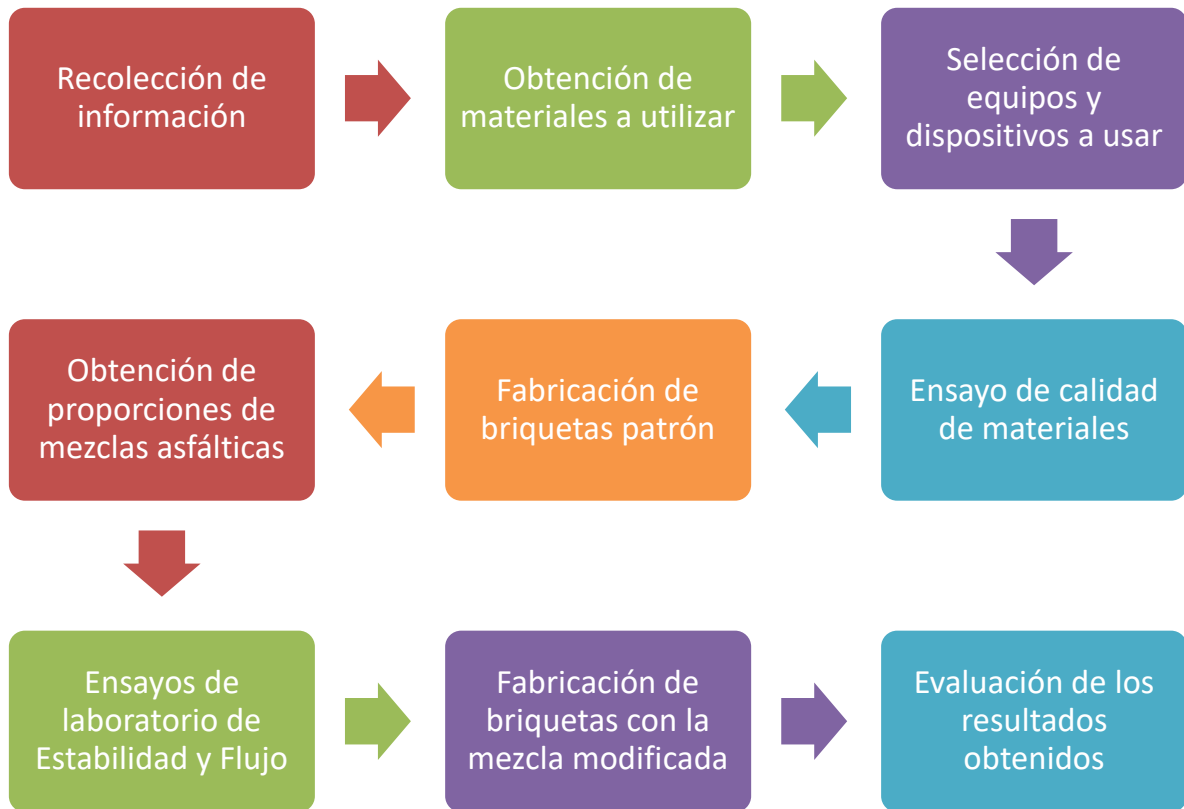 Recolección de
información
Obtención de
materiales a utilizar
Selección de
equipos y
dispositivos a usar
Ensayo de calidad
de materiales
Fabricación de
briquetas patrón
Obtención de
proporciones de
mezclas asfálticas
Ensayos de
laboratorio de
Estabilidad y Flujo
Fabricación de
briquetas con la
mezcla modificada
Evaluación de los
resultados
obtenidos